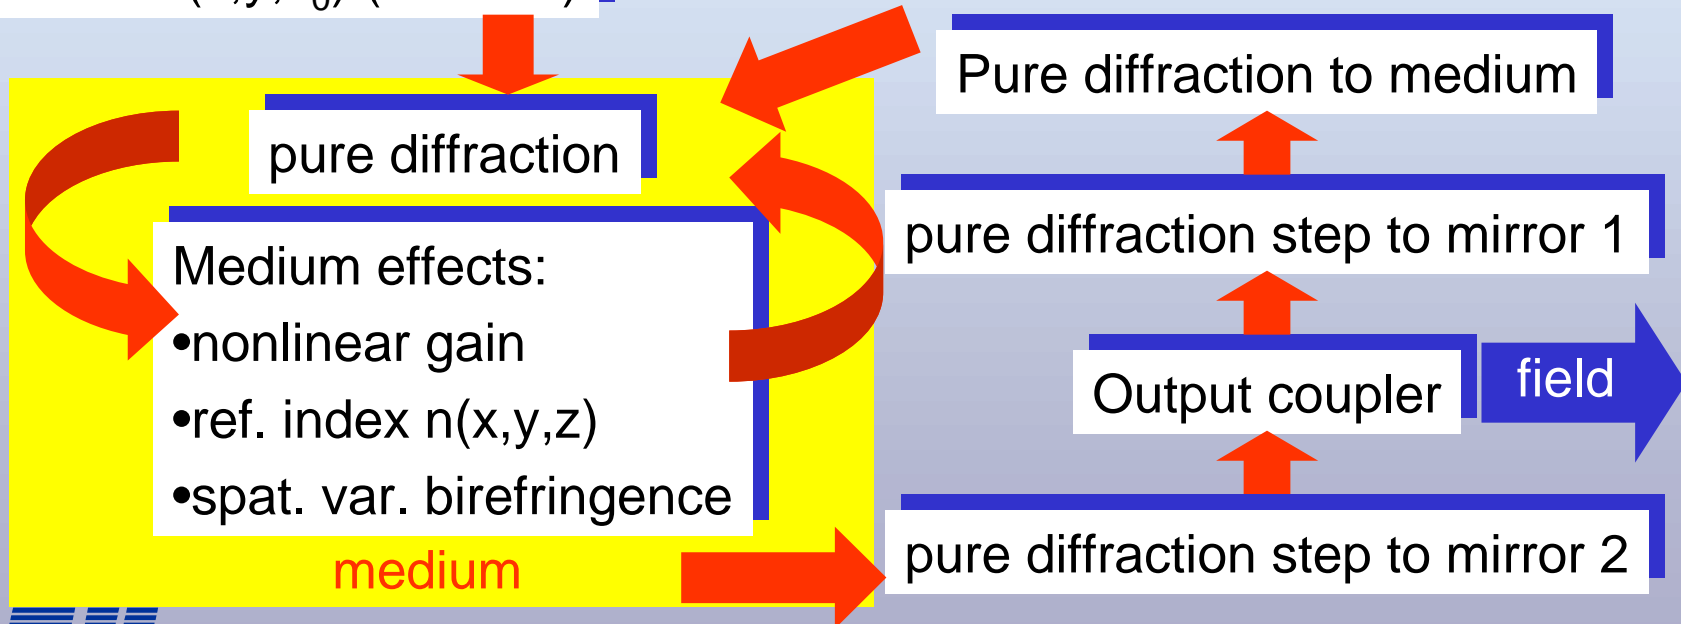 Pure diffraction to medium
pure diffraction
pure diffraction step to mirror 1
Medium effects:
•nonlinear gain
•ref. index n(x,y,z)
•spat. var. birefringence
medium
Output coupler
field
pure diffraction step to mirror 2